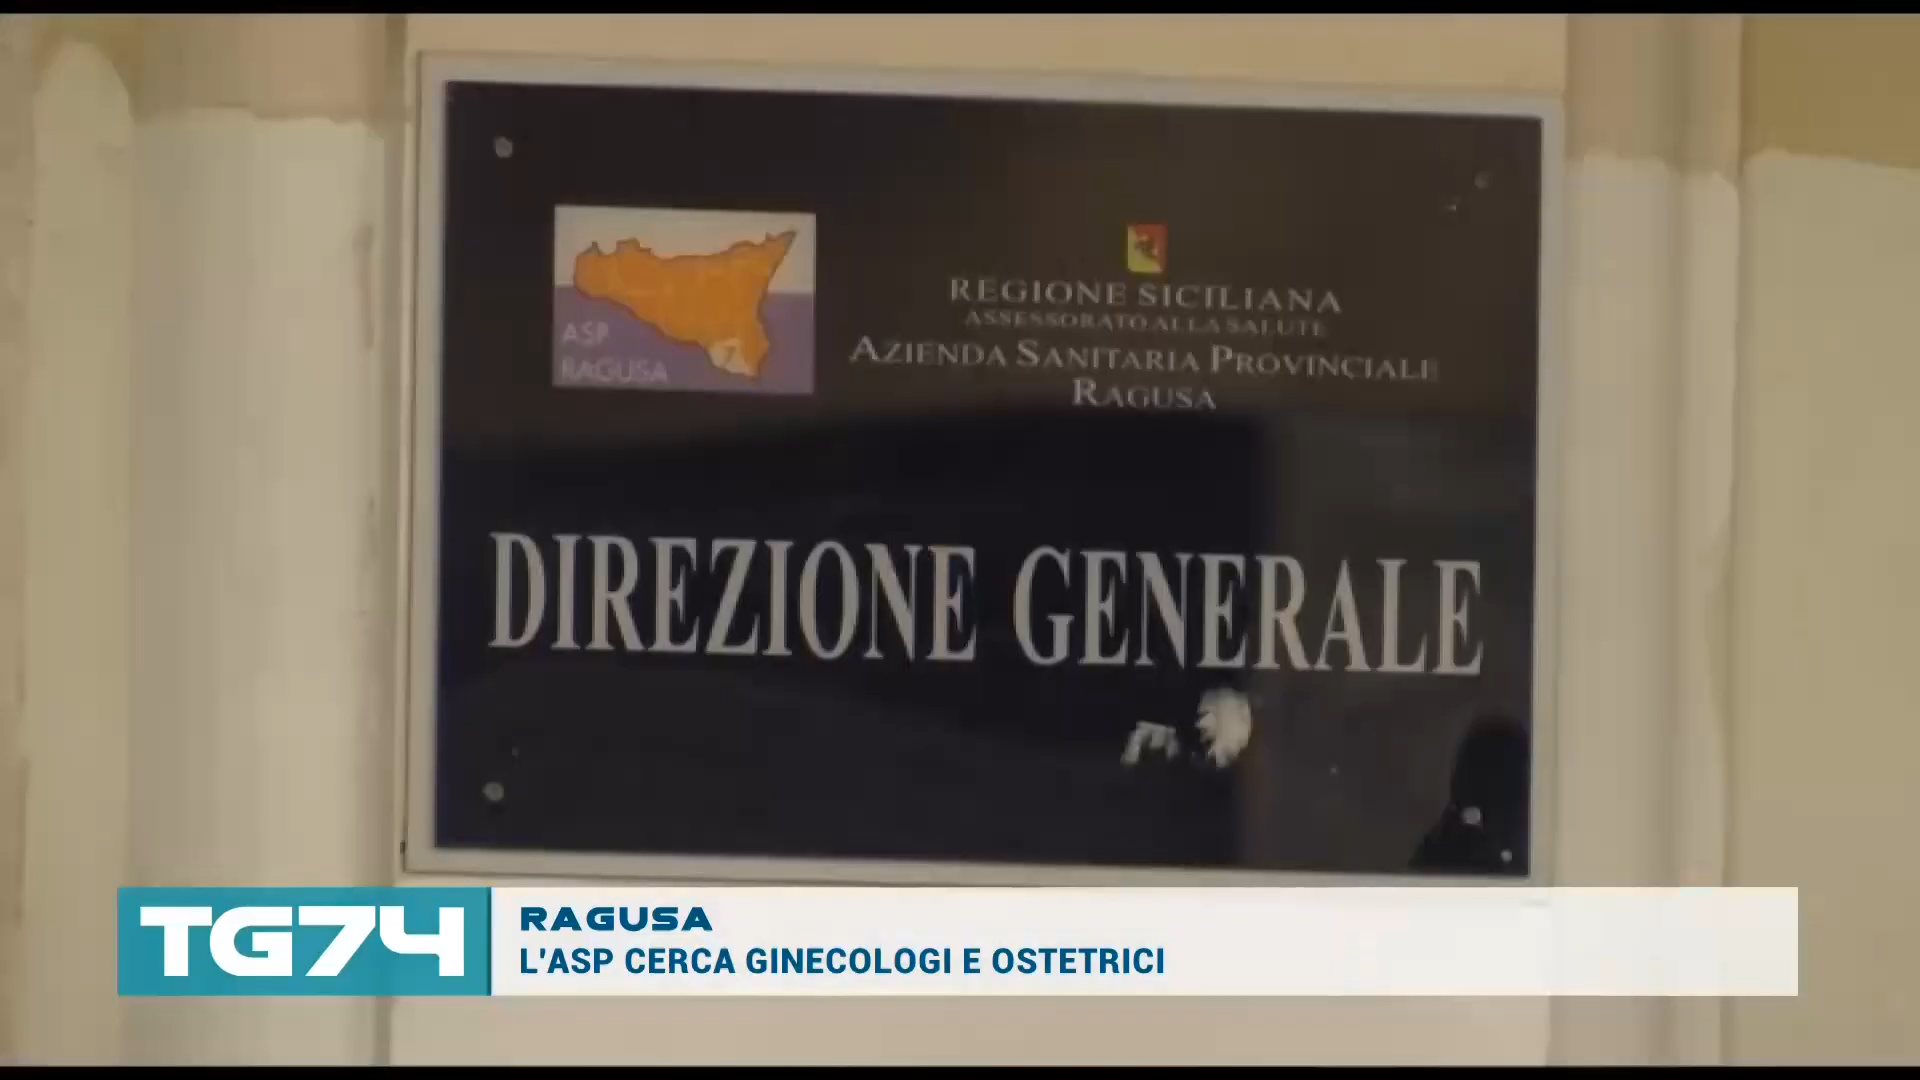 ASP
RAGUSA
7
REGIONE SICILIANA
ASSESSORATO ALLA SALUTE
AZIENDA SANITARIA PROVINCIALE
RAGUSA
DIREZIONE GENERALE
TG74
RAGUSA
L'ASP CERCA GINECOLOGI E OSTETRICI